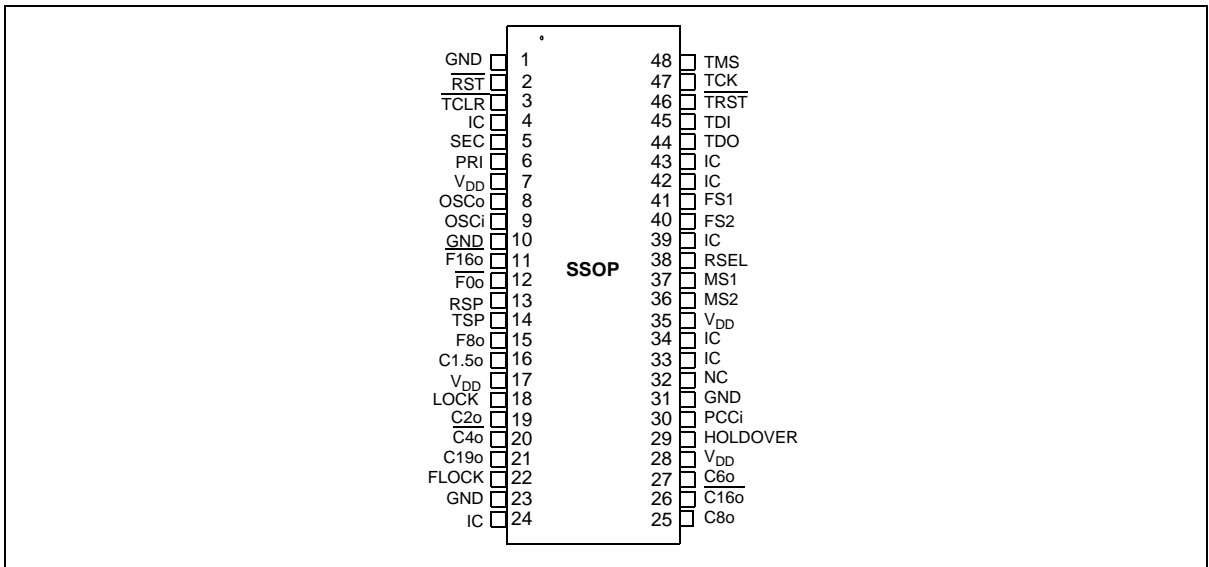 GND 1 48 TMS
RST 2 47 TCK
TCLR 3 46 TRST
IC 4 45 TDI
SEC 5 44 TDO
PRI 6 43 IC
VDD 7 42 IC
OSCo 8 41 FS1
OSCi 9 40 FS2
GND 10 39 IC
F16o 11 38 RSEL
SSOP
F0o 12 37 MS1
RSP 13 36 MS2
TSP 14 35 VDD
F8o 15 34 IC
C1.5o 16 33 IC
VDD 17 32 NC
LOCK 18 31 GND
C2o 19 30 PCCi
C4o 20 29 HOLDOVER
C19o 21 28 VDD
FLOCK 22 27 C6o
GND 23 26 C16o
IC 24 25 C8o